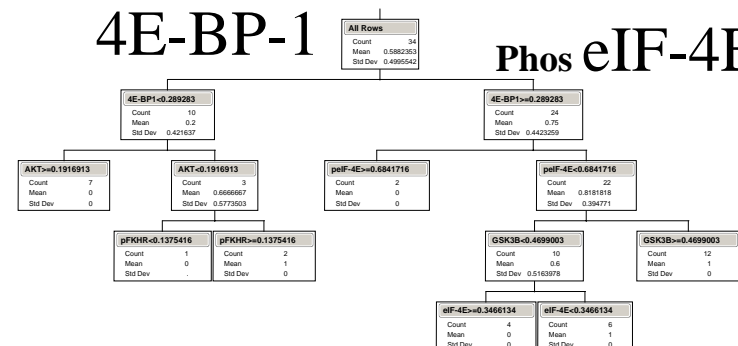 4E-BP-1
Phos eIF-4E
All Rows
Count 34
Mean 0.5882353
Std Dev 0.4995542
4E-BP1<0.289283
Count 10
Mean 0.2
Std Dev 0.421637
4E-BP1>=0.289283
Count 24
Mean 0.75
Std Dev 0.4423259
AKT>=0.1916913
Count 7
Mean 0
Std Dev 0
AKT<0.1916913
Count 3
Mean 0.6666667
Std Dev 0.5773503
peIF-4E>=0.6841716
Count 2
Mean 0
Std Dev 0
peIF-4E<0.6841716
Count 22
Mean 0.8181818
Std Dev 0.394771
pFKHR<0.1375416
Count 1
Mean 0
Std Dev .
pFKHR>=0.1375416
Count 2
Mean 1
Std Dev 0
GSK3B<0.4699003
Count 10
Mean 0.6
Std Dev 0.5163978
GSK3B>=0.4699003
Count 12
Mean 1
Std Dev 0
eIF-4E>=0.3466134
Count 4
Mean 0
Std Dev 0
eIF-4E<0.3466134
Count 6
Mean 1
Std Dev 0